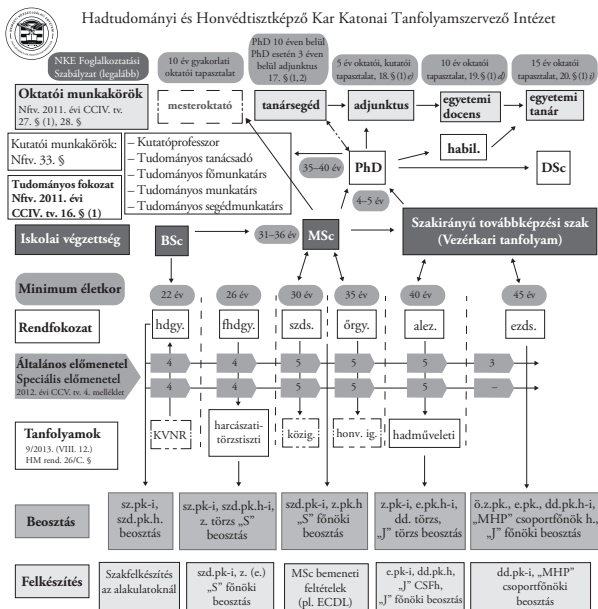 Hadtudományi és Honvédtisztképző Kar Katonai Tanfolyamszervező Intézet
NKE Foglalkoztatási
Szabályzat (legalább)
10 év gyakorlati
oktatói tapasztalat
PhD 10 éven belül
PhD esetén 3 éven
belül adjunktus
17. § (1, 2)
5 év oktatói, kutatói
tapasztalat, 18. § (1) e)
10 év oktatói
tapasztalat, 19. § (1) d)
15 év oktatói
tapasztalat, 20. § (1) i)
Oktatói munkakörök
Nftv. 2011. évi CCIV. tv.
27. § (1), 28. §
mesteroktató
tanársegéd
adjunktus
egyetemi
docens
egyetemi
tanár
Kutatói munkakörök:
Nftv. 33. §
– Kutatóprofesszor
– Tudományos tanácsadó
– Tudományos főmunkatárs
– Tudományos munkatárs
– Tudományos segédmunkatárs
35–40 év
PhD
habil.
DSc
Tudományos fokozat
Nftv. 2011. évi
CCIV. tv. 16. § (1)
4–5 év
Iskolai végzettség
BSc
31–36 év
MSc
Szakirányú továbbképzési szak
(Vezérkari tanfolyam)
Minimum életkor
22 év
26 év
30 év
35 év
40 év
45 év
Rendfokozat
hdgy.
fhdgy.
szds.
őrgy.
alez.
ezds.
Általános előmenetel
4
4
5
5
5
3
Speciális előmenetel
2012. évi CCV. tv. 4. melléklet
4
4
5
5
5
–
Tanfolyamok
9/2013. (VIII. 12.)
HM rend. 26/C. §
KVNR
harcászati-
törzstiszti
közig.
honv. ig.
hadműveleti
Beosztás
sz.pk-i,
szd.pk.h.
beosztás
sz.pk-i, szd.pk.h-i,
z. törzs „S”
beosztás
szd.pk-i, z.pk.h
„S” főnöki
beosztás
z.pk-i, e.pk.h-i,
dd. törzs,
„J” törzs beosztás
ö.z.pk., e.pk., dd.pk.h-i,
„MHP” csoportfőnök h.,
„J” főnöki beosztás
Felkészítés
Szakfelkészítés
az alakulatoknál
szd.pk-i, z. (e.)
„S” főnöki
beosztás
MSc bemeneti
feltételek
(pl. ECDL)
e.pk-i, dd.pk.h,
„J” CSFh,
„J” főnöki beosztás
dd.pk-i, „MHP”
csoportfőnöki
beosztás